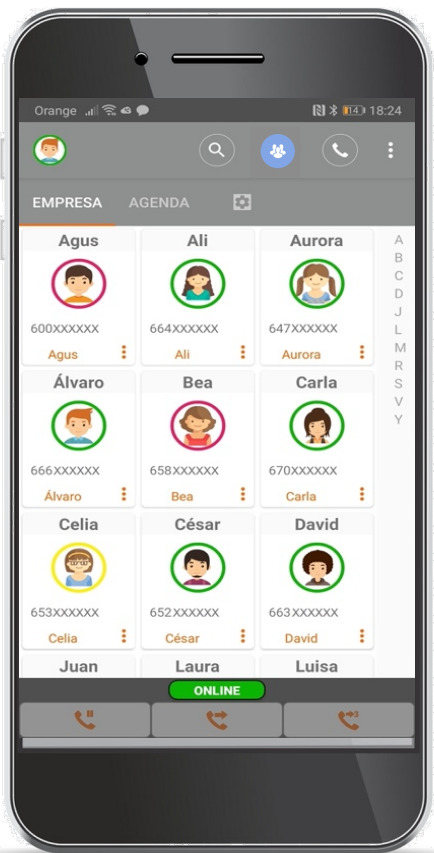 Orange 14 18:24
EMPRESA AGENDA
Agus Ali Aurora
600XXXXXX 664XXXXXX 647XXXXXX
Agus Ali Aurora
Álvaro Bea Carla
666XXXXXX 658XXXXXX 670XXXXXX
Álvaro Bea Carla
Celia César David
653XXXXXX 652XXXXXX 663XXXXXX
Celia César David
Juan Laura Luisa
A
B
C
D
J
L
M
R
S
V
Y
ONLINE